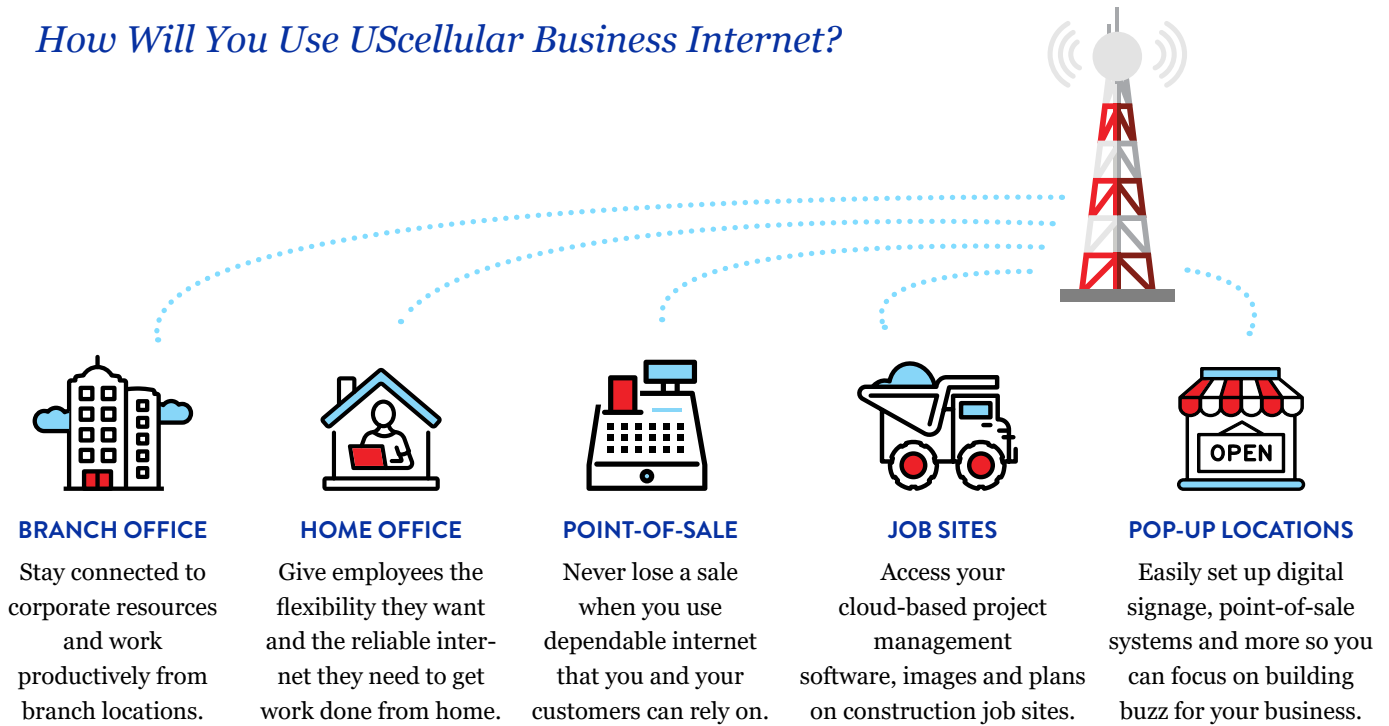 How Will You Use UScellular Business Internet?
OPEN
BRANCH OFFICE
Stay connected to
corporate resources
and work
productively from
branch locations.
HOME OFFICE
Give employees the
flexibility they want
and the reliable inter-
net they need to get
work done from home.
POINT-OF-SALE
Never lose a sale
when you use
dependable internet
that you and your
customers can rely on.
JOB SITES
Access your
cloud-based project
management
software, images and plans
on construction job sites.
POP-UP LOCATIONS
Easily set up digital
signage, point-of-sale
systems and more so you
can focus on building
buzz for your business.